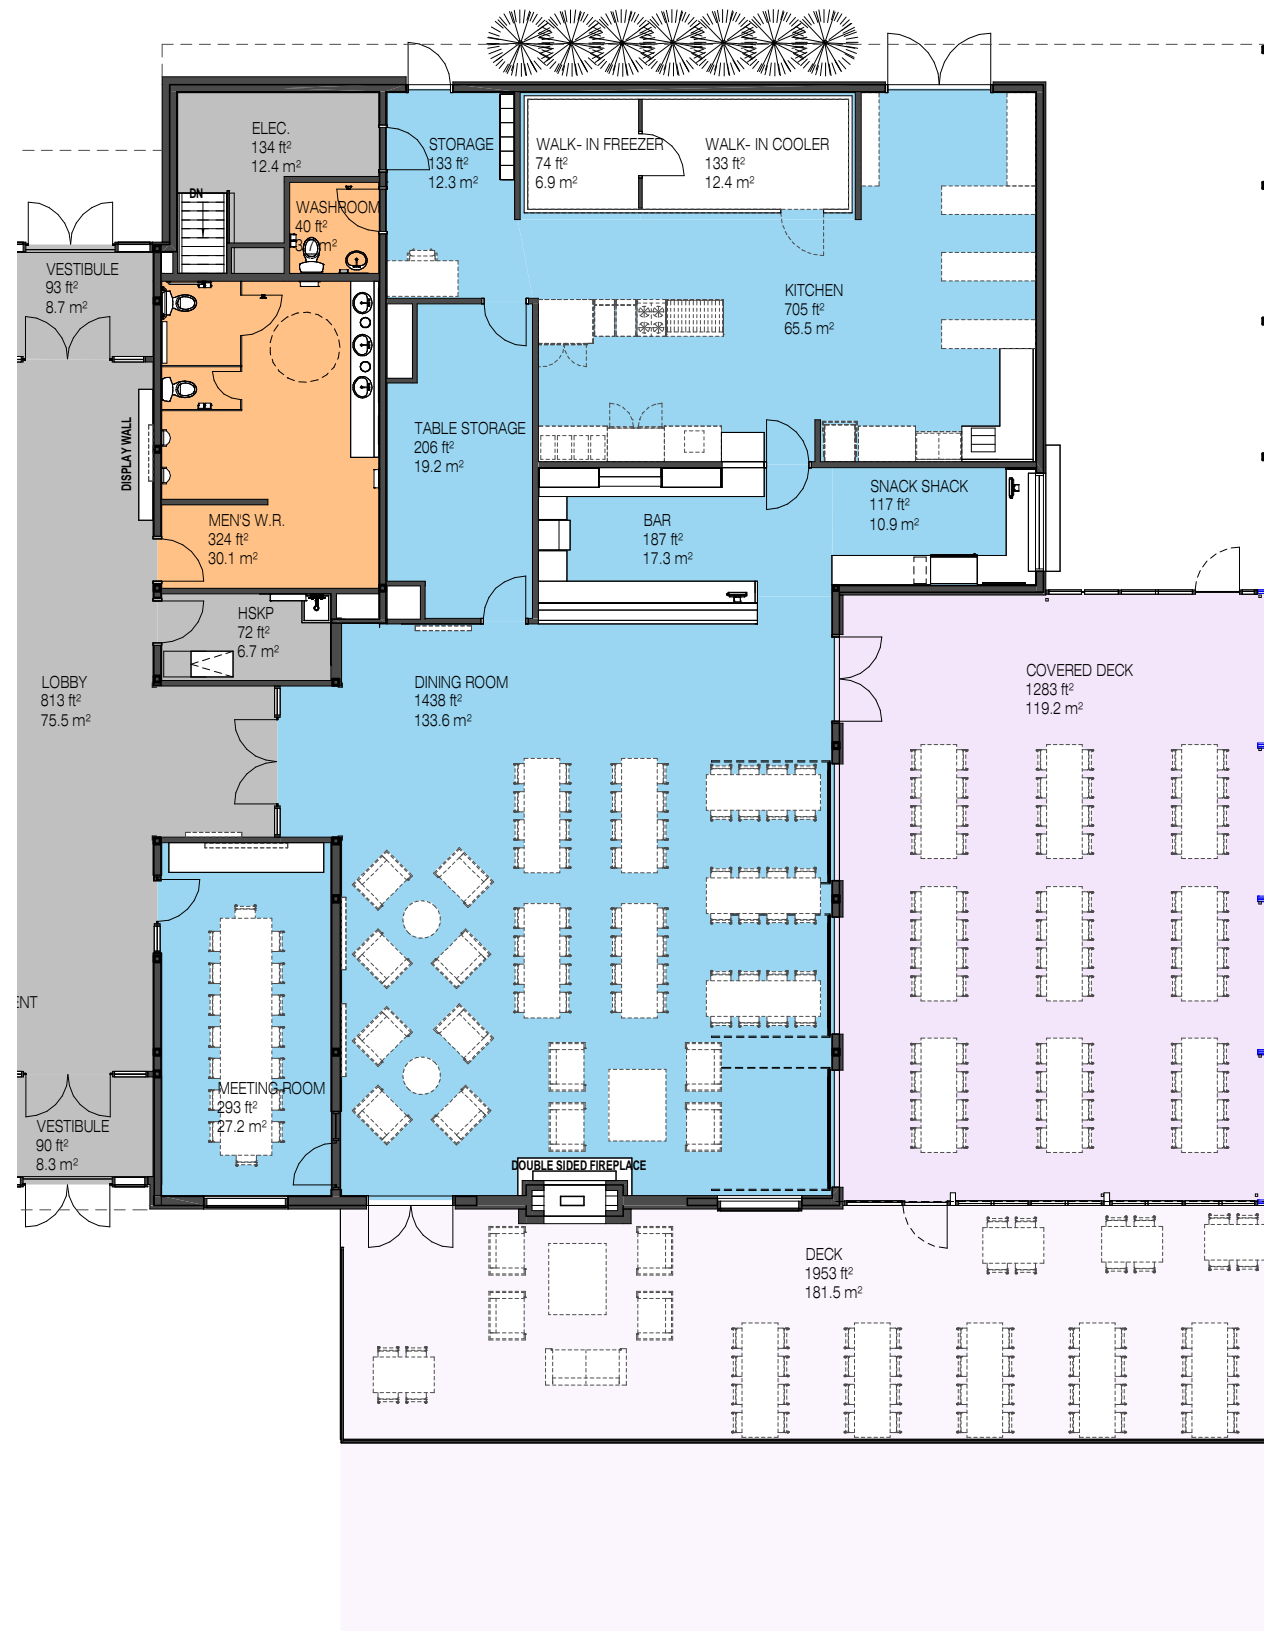 ELEC.
134 ft²
12.4 m²
STORAGE
133 ft²
12.3 m²
WALK- IN FREEZER
74 ft²
6.9 m²
WALK- IN COOLER
133 ft²
12.4 m²
DN
WASHROOM
40 ft²
3.7 m²
VESTIBULE
93 ft²
8.7 m²
KITCHEN
705 ft²
65.5 m²
DISPLAY WALL
TABLE STORAGE
206 ft²
19.2 m²
MEN'S W.R.
324 ft²
30.1 m²
BAR
187 ft²
17.3 m²
SNACK SHACK
117 ft²
10.9 m²
HSKP
72 ft²
6.7 m²
LOBBY
813 ft²
75.5 m²
DINING ROOM
1438 ft²
133.6 m²
COVERED DECK
1283 ft²
119.2 m²
ENT
MEETING ROOM
293 ft²
27.2 m²
VESTIBULE
90 ft²
8.3 m²
DOUBLE SIDED FIREPLACE
DECK
1953 ft²
181.5 m²